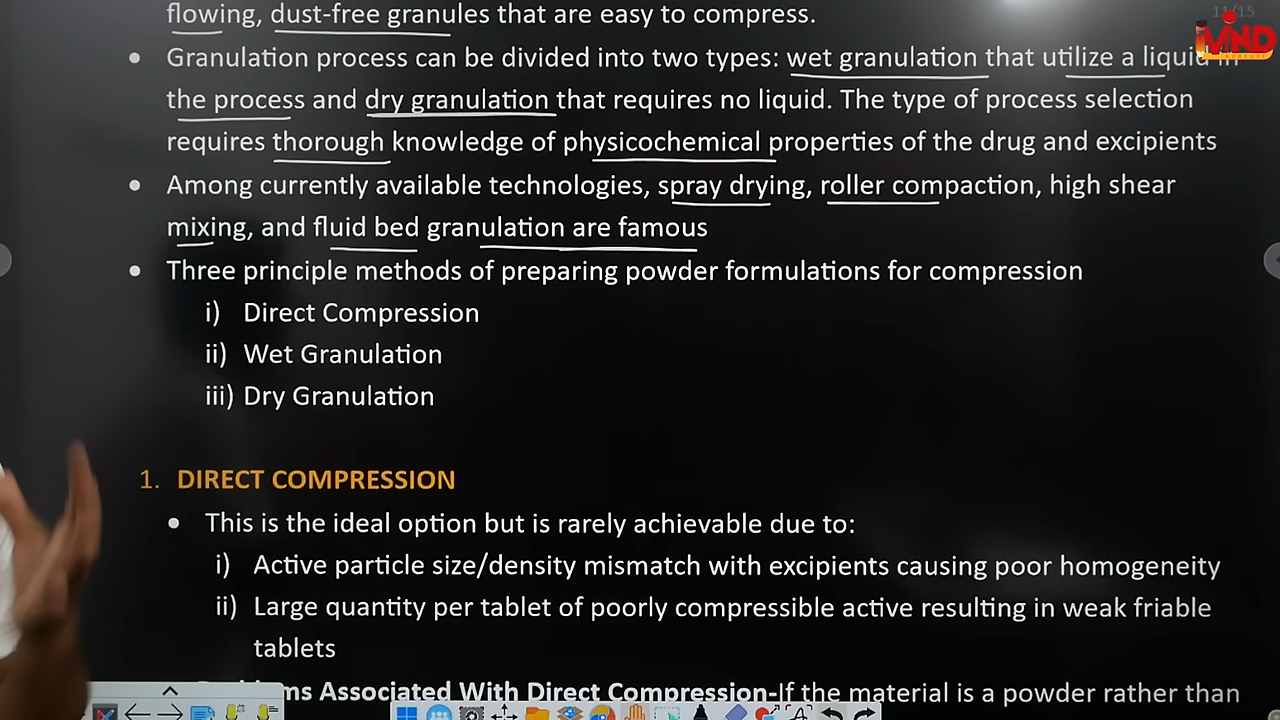 flowing, dust-free granules that are easy to compress.
11/15
MIND
• Granulation process can be divided into two types: wet granulation that utilize a liquid in
the process and dry granulation that requires no liquid. The type of process selection
requires thorough knowledge of physicochemical properties of the drug and excipients
• Among currently available technologies, spray drying, roller compaction, high shear
mixing, and fluid bed granulation are famous
• Three principle methods of preparing powder formulations for compression
i) Direct Compression
ii) Wet Granulation
iii) Dry Granulation
1. DIRECT COMPRESSION
• This is the ideal option but is rarely achievable due to:
i) Active particle size/density mismatch with excipients causing poor homogeneity
ii) Large quantity per tablet of poorly compressible active resulting in weak friable
tablets
Associated With Direct Compression-If the material is a powder rather than